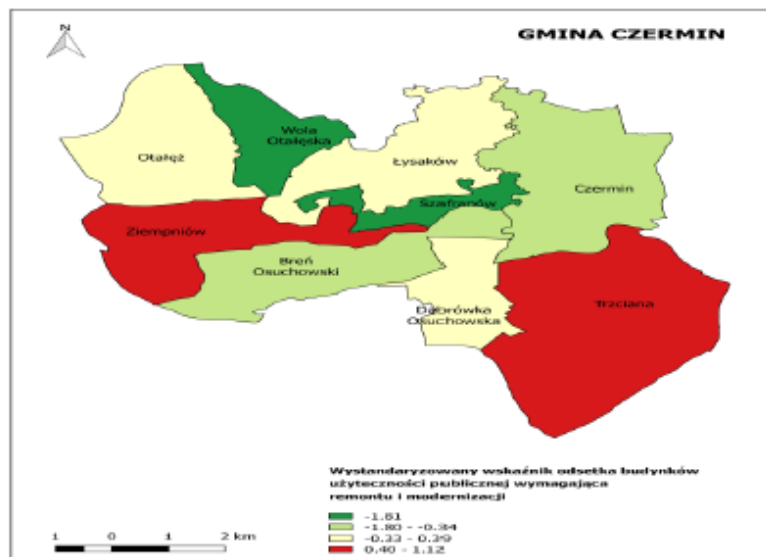 N
GMINA CZERMIN
Wola
Otałęska
Otałęż
Łysaków
Czermin
Szafranów
Ziempniów
Breń
Osuchowski
Trzciana
Dąbrówka
Osuchowska
Wystandaryzowany wskaźnik odsetka budynków
użyteczności publicznej wymagająca
remontu i modernizacji
-1.81
-1.80 - -0.34
-0.33 - 0.39
0.40 - 1.12
1 0 1 2 km